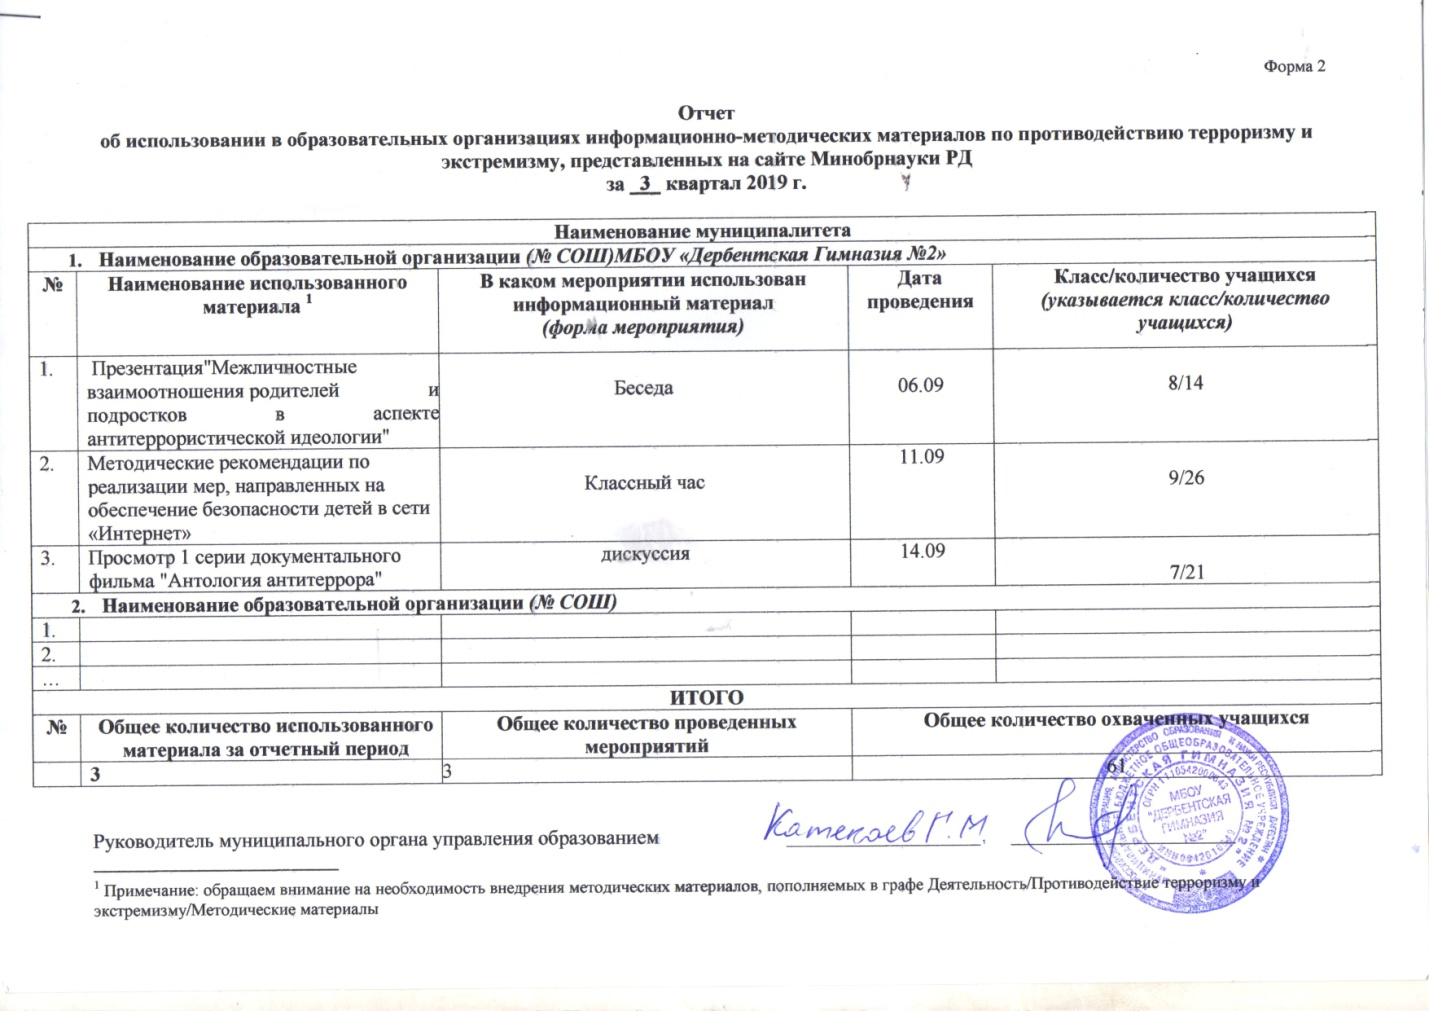 Форма 2
Отчет
об использовании в образовательных организациях информационно-методических материалов по противодействию терроризму и
экстремизму, представленных на сайте Минобрнауки РД
за 3 квартал 2019 г.
Наименование муниципалитета
1. Наименование образовательной организации (№ СОШ)МБОУ «Дербентская Гимназия №2»
№
Наименование использованного
материала 1
В каком мероприятии использован
информационный материал
(форма мероприятия)
Дата
проведения
Класс/количество учащихся
(указывается класс/количество
учащихся)
1.
Презентация"Межличностные
взаимоотношения родителей и
подростков в аспекте
антитеррористической идеологии"
Беседа
06.09
8/14
2.
Методические рекомендации по
реализации мер, направленных на
обеспечение безопасности детей в сети
«Интернет»
Классный час
11.09
9/26
3.
Просмотр 1 серии документального
фильма "Антология антитеррора"
дискуссия
14.09
7/21
2. Наименование образовательной организации (№ СОШ)
1.
2.
…
ИТОГО
№
Общее количество использованного
материала за отчетный период
Общее количество проведенных
мероприятий
Общее количество охваченных учащихся
3
3
61
Руководитель муниципального органа управления образованием
1 Примечание: обращаем внимание на необходимость внедрения методических материалов, пополняемых в графе Деятельность/Противодействие терроризму и
экстремизму/Методические материалы
МБОУ
"ДЕРБЕНТСКАЯ
ГИМНАЗИЯ
№2"